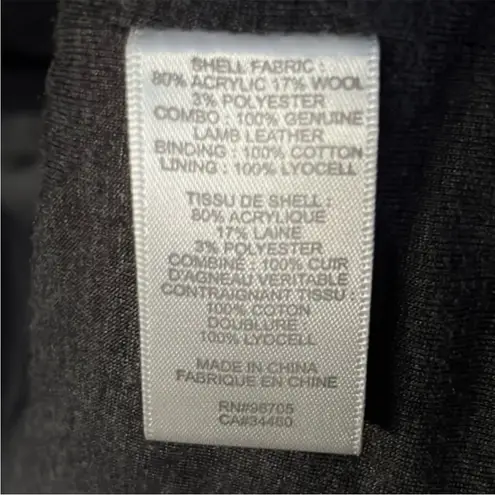 SHELL FABRIC :
80% ACRYLIC 17% WOOL
3% POLYESTER
COMBO : 100% GENUINE
LAMB LEATHER
BINDING : 100% COTTON
LINING : 100% LYOCELL
TISSU DE SHELL :
80% ACRYLIQUE
17% LAINE
3% POLYESTER
COMBINE : 100% CUIR
D'AGNEAU VERITABLE
CONTRAIGNANT TISSU :
100% COTON
DOUBLURE :
100% LYOCELL
MADE IN CHINA
FABRIQUE EN CHINE
RN#96705
CA#34460